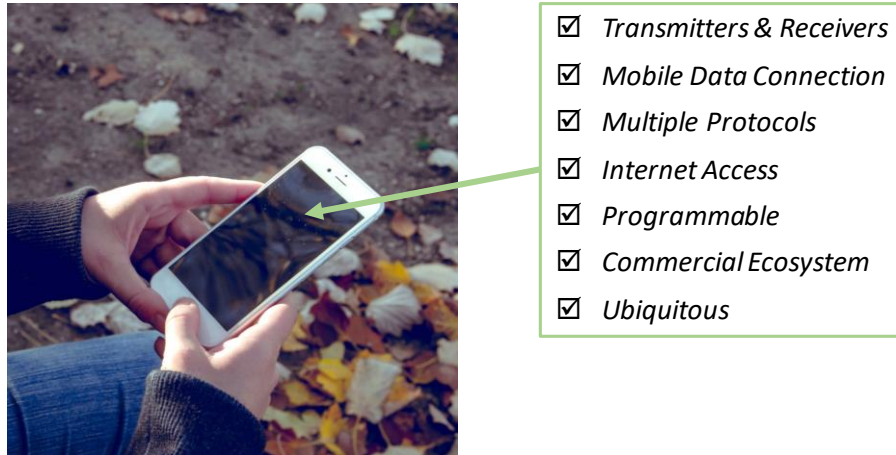 Transmitters & Receivers
Mobile Data Connection
Multiple Protocols
Internet Access
Programmable
Commercial Ecosystem
Ubiquitous